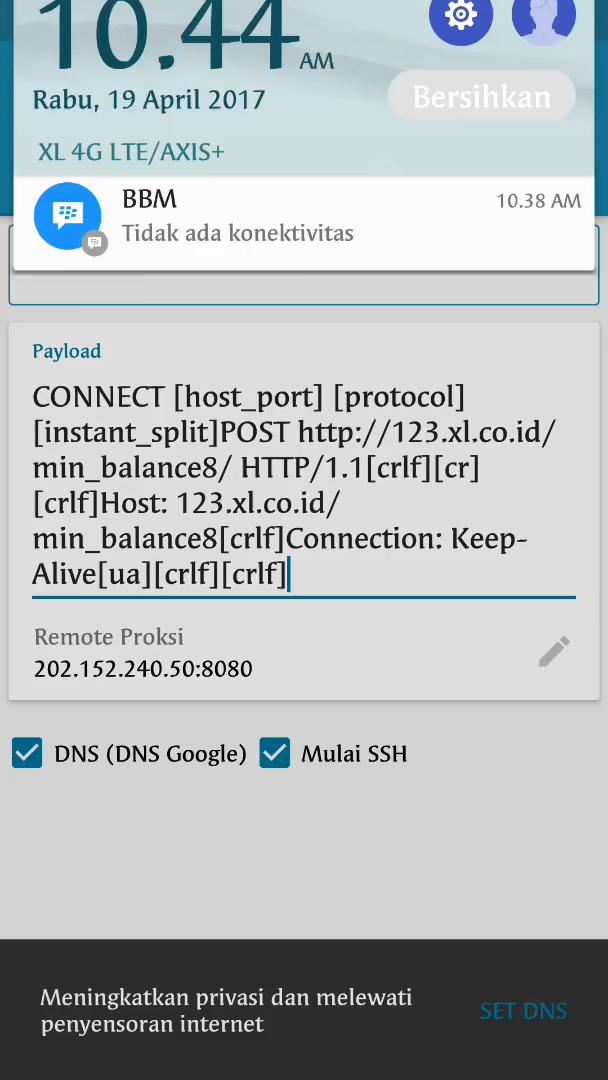 10.44 AM
Rabu, 19 April 2017
Bersihkan
XL 4G LTE/AXIS+
BBM
10.38 AM
Tidak ada konektivitas
Payload
CONNECT [host_port] [protocol]
[instant_split]POST http://123.xl.co.id/
min_balance8/ HTTP/1.1[crlf][cr]
[crlf]Host: 123.xl.co.id/
min_balance8[crlf]Connection: Keep-
Alive[ua][crlf][crlf]
Remote Proksi
202.152.240.50:8080
DNS (DNS Google)
Mulai SSH
Meningkatkan privasi dan melewati
penyensoran internet
SET DNS